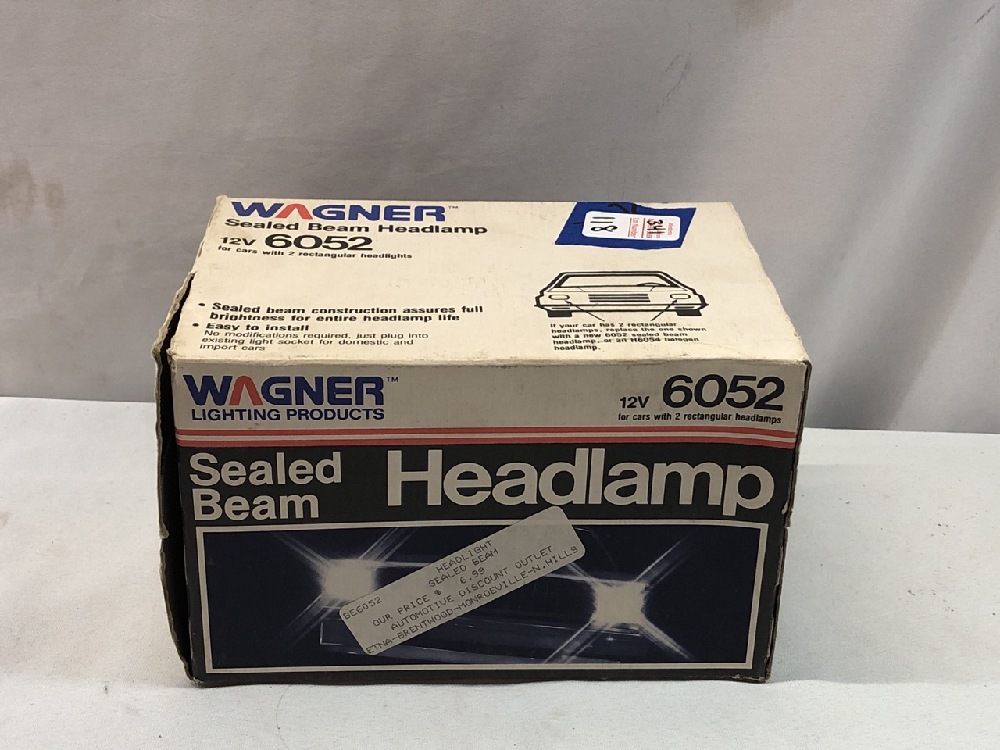 WAGNER™
Sealed Beam Headlamp
12V 6052
for cars with 2 rectangular headlights
• Sealed beam construction assures full
brightness for entire headlamp life
• Easy to install
No modifications required, just plug into
existing light socket for domestic and
import cars
341
118
If your car has 2 rectangular
headlamps, replace the one shown
with a new 6052 sealed beam
headlamp, or an H6054 halogen
headlamp.
WAGNER™
LIGHTING PRODUCTS
12V 6052
for cars with 2 rectangular headlamps
Sealed
Beam
Headlamp
HEADLIGHT
SEALED BEAM
BE6052
OUR PRICE $ 6.99
AUTOMOTIVE DISCOUNT OUTLET
ETNA-BRENTWOOD-MONROEVILLE-N.HILLS